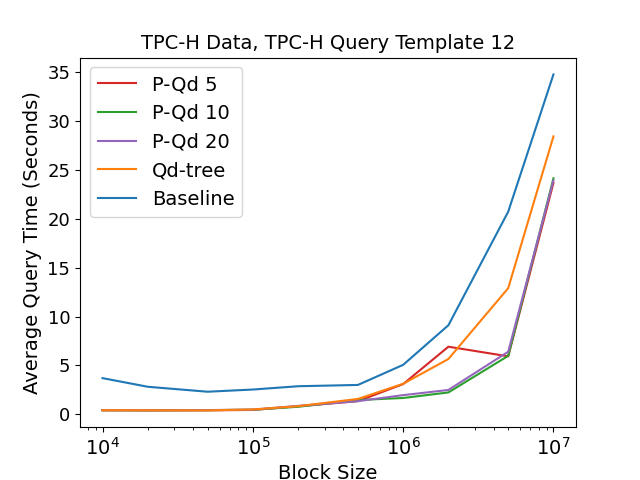 TPC-H Data, TPC-H Query Template 12
P-Qd 5
P-Qd 10
P-Qd 20
Qd-tree
Baseline
Average Query Time (Seconds)
35
30
25
20
15
10
5
0
10^4 10^5 10^6 10^7
Block Size